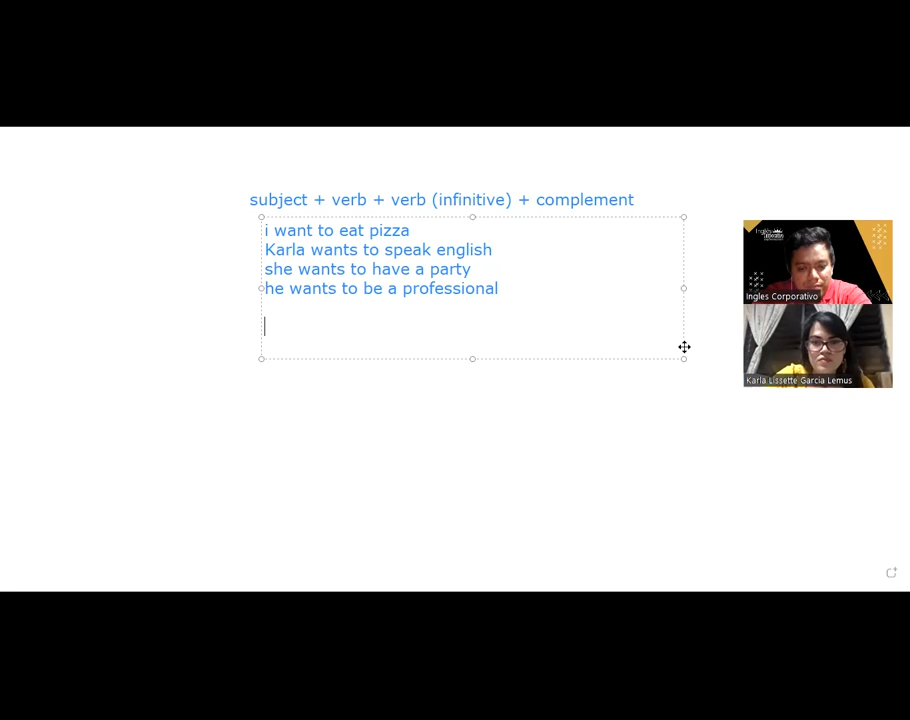 subject + verb + verb (infinitive) + complement
i want to eat pizza
Karla wants to speak english
she wants to have a party
he wants to be a professional
Ingles Corporativo
Karla Lissette Garcia Lemus